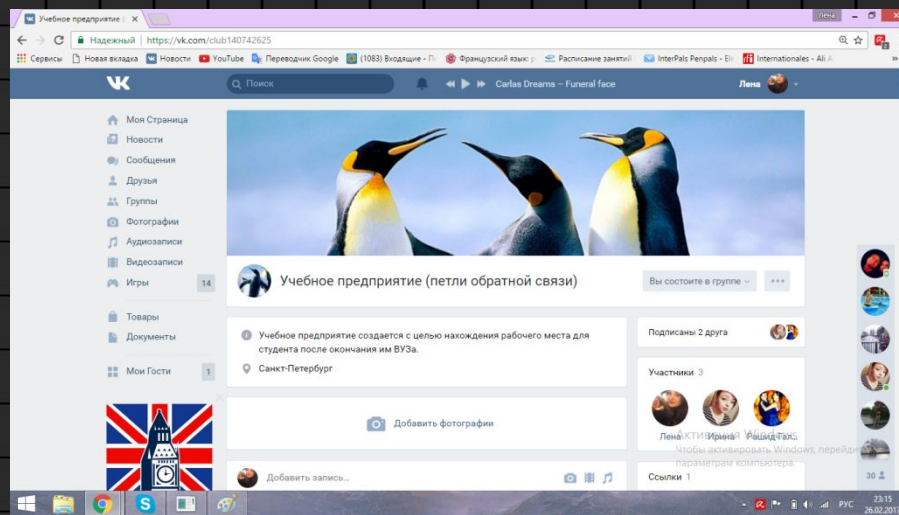 Учебное предприятие (
Лена
Надежный | https://vk.com/club140742625
Сервисы Новая вкладка Новости YouTube Переводчик Google (1083) Входящие - П Французский язык: р Расписание занятий InterPals Penpals - El Internationales - Ali A »
Поиск
Carlas Dreams – Funeral face
Лена
Моя Страница
Новости
Сообщения
Друзья
Группы
Фотографии
Аудиозаписи
Видеозаписи
Игры 14
Товары
Документы
Мои Гости 1
Учебное предприятие (петли обратной связи)
Вы состоите в группе
Учебное предприятие создается с целью нахождения рабочего места для
студента после окончания им ВУЗа.
Санкт-Петербург
Добавить фотографии
Добавить запись...
Подписаны 2 друга
Участники 3
Лена Ирина Рашид-Гал..
Активация Windows
Чтобы активировать Windows, перейдите
параметрам компьютера.
Ссылки 1
30
РУС
23:15
26.02.2017